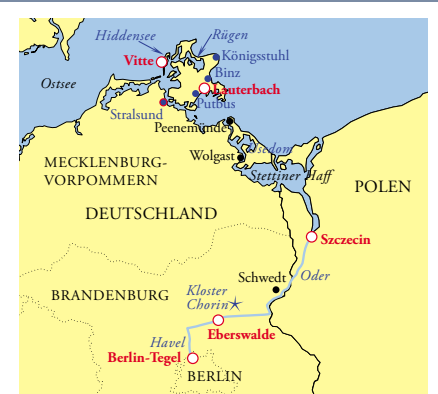 Hiddensee
Rügen
Vitte
Königsstuhl
Binz
Ostsee
Lauterbach
Putbus
Stralsund
Peenemünde
Usedom
Wolgast
MECKLENBURG-
VORPOMMERN
Stettiner Haff
POLEN
DEUTSCHLAND
Szczecin
Schwedt
Oder
BRANDENBURG
Kloster
Chorin
Eberswalde
Havel
Berlin-Tegel
BERLIN